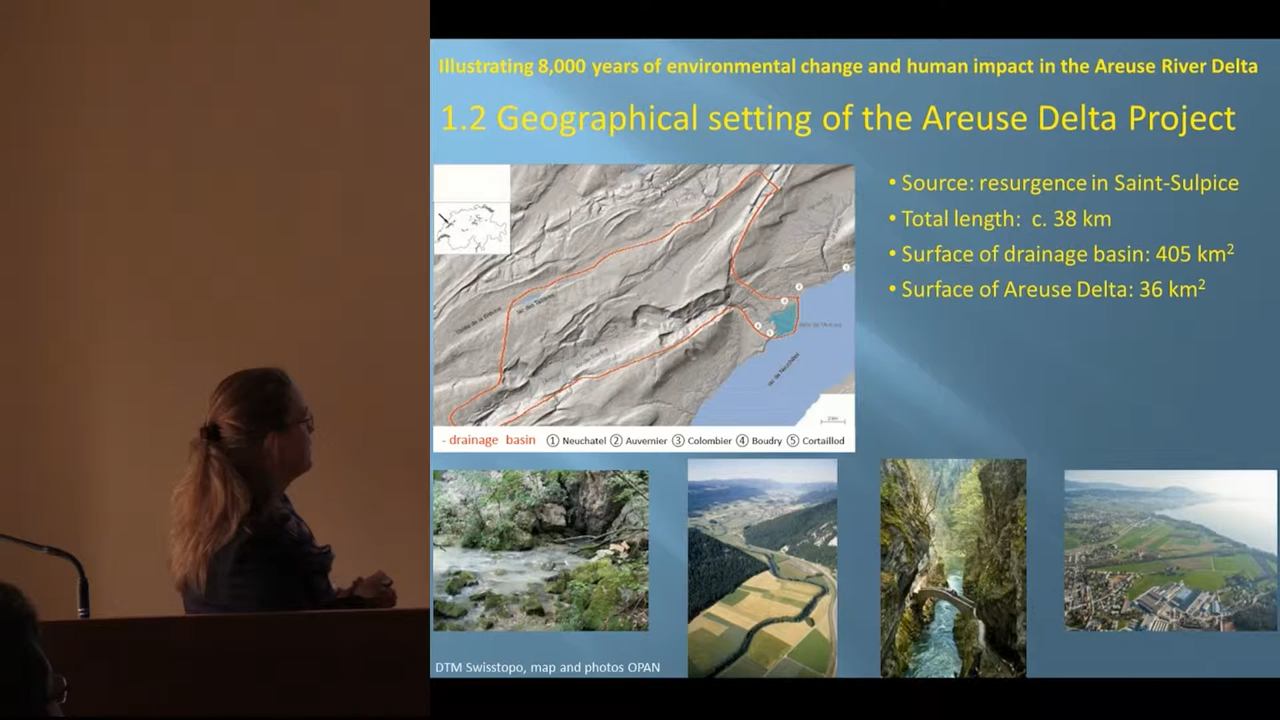 Illustrating 8,000 years of environmental change and human impact in the Areuse River Delta
1.2 Geographical setting of the Areuse Delta Project
• Source: resurgence in Saint-Sulpice
• Total length: c. 38 km
• Surface of drainage basin: 405 km²
• Surface of Areuse Delta: 36 km²
- drainage basin ① Neuchatel ② Auvernier ③ Colombier ④ Boudry ⑤ Cortaillod
DTM Swisstopo, map and photos OPAN